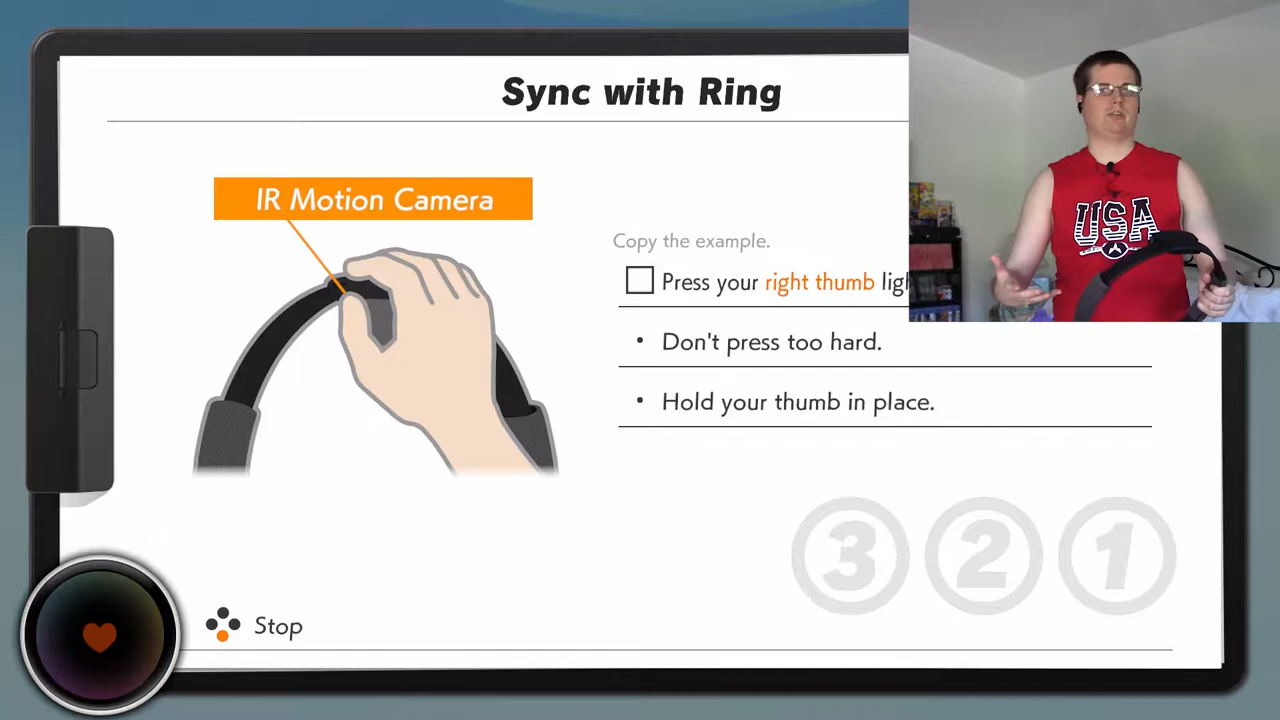 Sync with Ring
IR Motion Camera
Copy the example.
Press your right thumb
Don't press too hard.
Hold your thumb in place.
3 2 1
Stop
USA